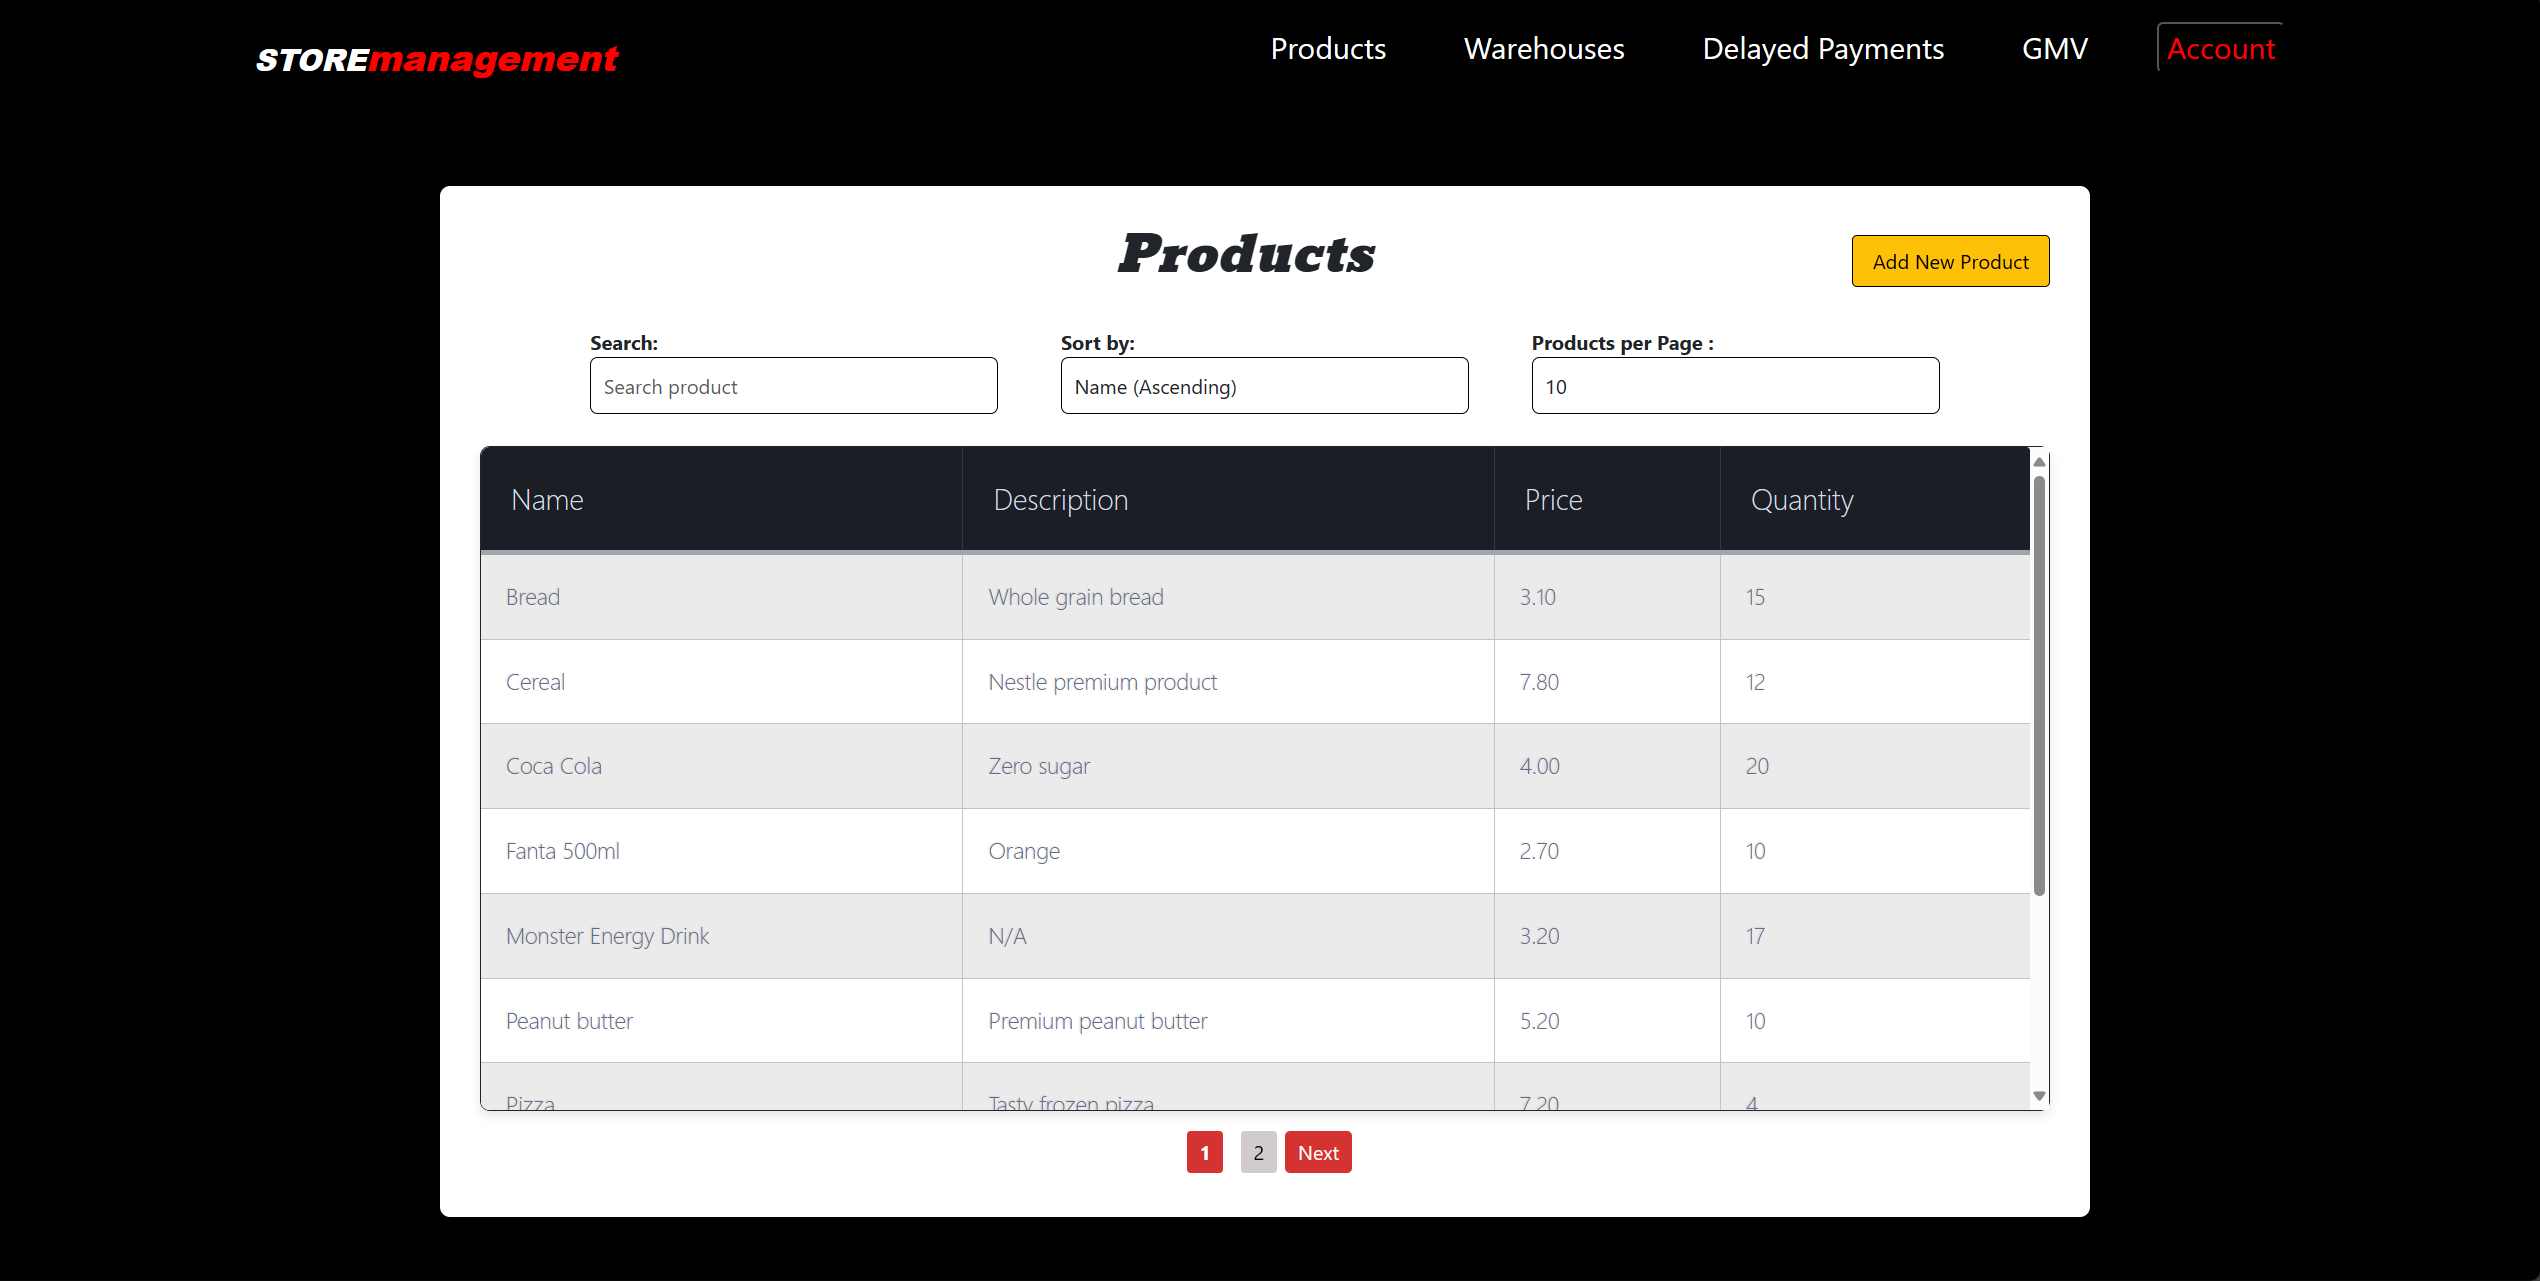 STOREmanagement Products Warehouses Delayed Payments GMV Account
Products
Add New Product
Search: Sort by: Products per Page :
Search product Name (Ascending) 10
Name Description Price Quantity
Bread Whole grain bread 3.10 15
Cereal Nestle premium product 7.80 12
Coca Cola Zero sugar 4.00 20
Fanta 500ml Orange 2.70 10
Monster Energy Drink N/A 3.20 17
Peanut butter Premium peanut butter 5.20 10
Pizza Tasty frozen pizza 7.20 4
1 2 Next